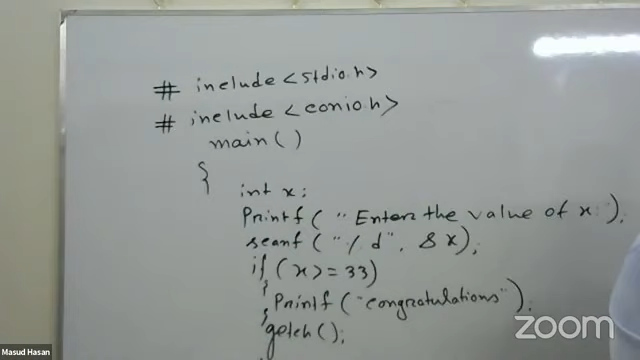 # include <stdio.h>
# include <conio.h>
main()
{
int x;
Printf( " Enter the value of x: ");
scanf ("%d", &x);
if (x>=33)
{
Printf ("congratulations");
}
getch();
zoom
Masud Hasan